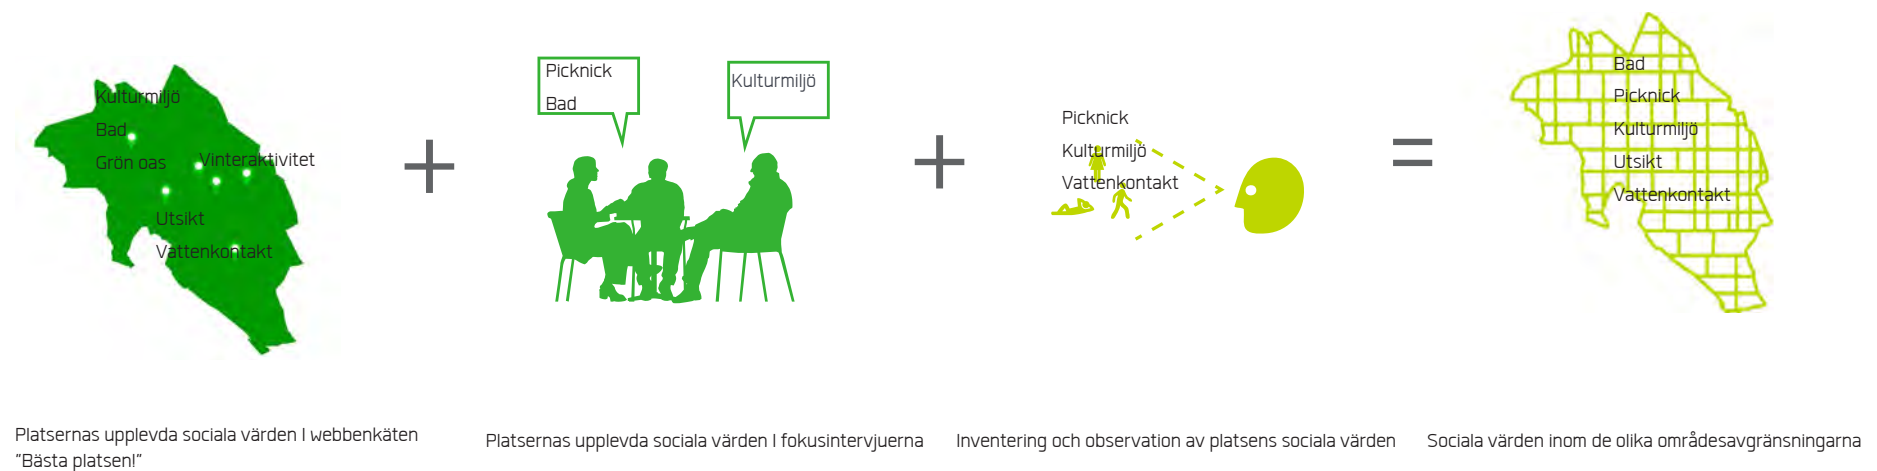 Kulturmiljö
Bad
Grön oas
Vinteraktivitet
Utsikt
Vattenkontakt
+
Picknick
Bad
Kulturmiljö
+
Picknick
Kulturmiljö
Vattenkontakt
=
Bad
Picknick
Kulturmiljö
Utsikt
Vattenkontakt
Platsernas upplevda sociala värden I webbenkäten
"Bästa platsen!"
Platsernas upplevda sociala värden I fokusintervjuerna
Inventering och observation av platsens sociala värden
Sociala värden inom de olika områdesavgränsningarna